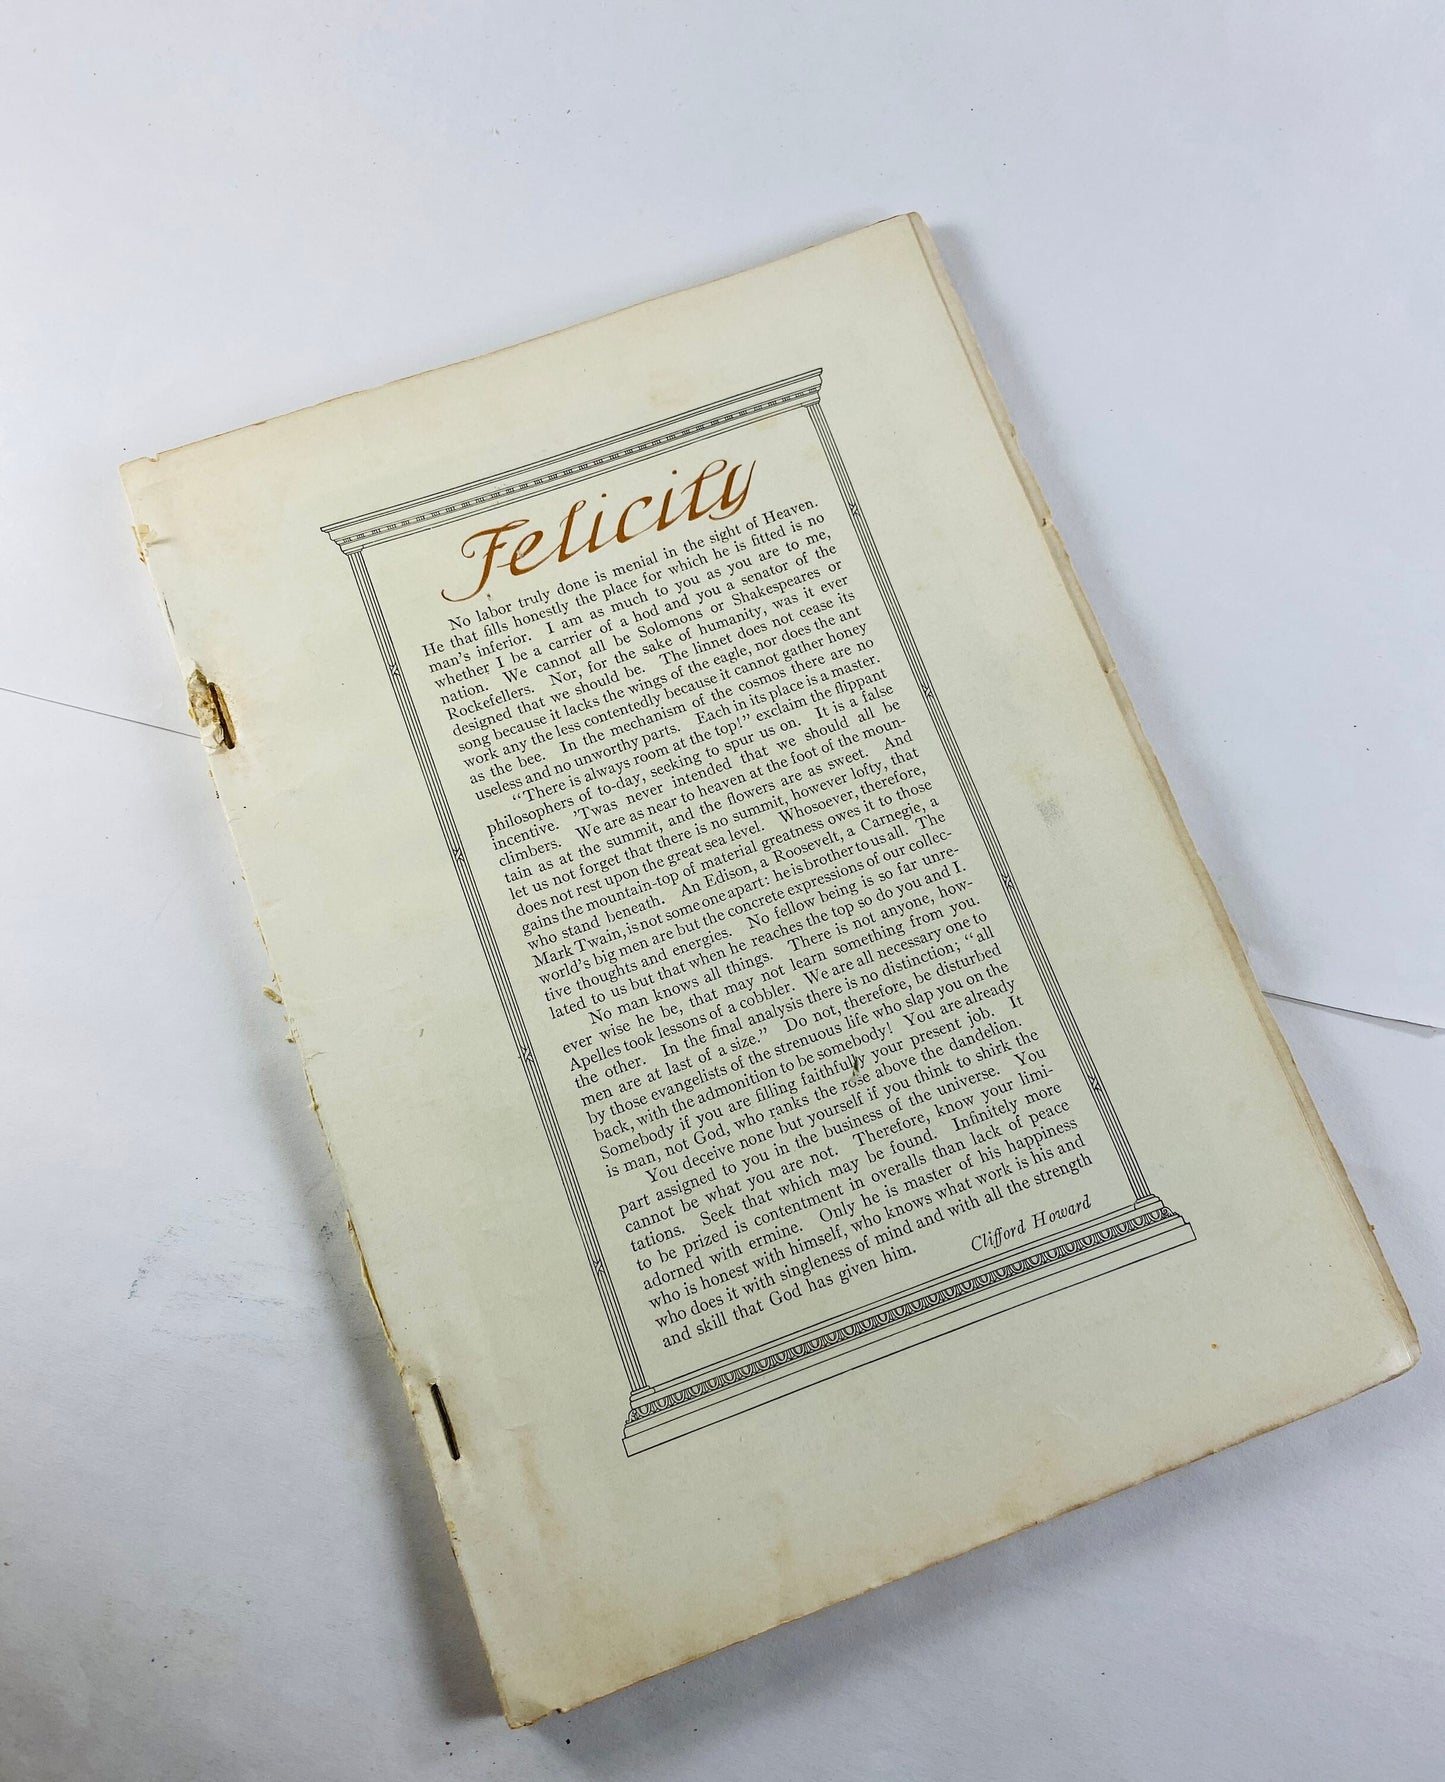 Felicity
No labor truly done is menial in the sight of Heaven.
He that fills honestly the place for which he is fitted is no
man's inferior. I am as much to you as you are to me,
whether I be a carrier of a hod and you a senator of the
nation. We cannot all be Solomons or Shakespeares or
Rockefellers. Nor, for the sake of humanity, was it ever
designed that we should be. The linnet does not cease its
song because it lacks the wings of the eagle, nor does the ant
work any the less contentedly because it cannot gather honey
as the bee. In the mechanism of the cosmos there are no
useless and no unworthy parts. Each in its place is a master.
"There is always room at the top!" exclaim the flippant
philosophers of to-day, seeking to spur us on. It is a false
incentive. 'Twas never intended that we should all be
climbers. We are as near to heaven at the foot of the moun-
tain as at the summit, and the flowers are as sweet. And
let us not forget that there is no summit, however lofty, that
does not rest upon the great sea level. Whosoever, therefore,
gains the mountain-top of material greatness owes it to those
who stand beneath. An Edison, a Roosevelt, a Carnegie, a
Mark Twain, is not some one apart: he is brother to us all. The
world's big men are but the concrete expressions of our collec-
tive thoughts and energies. No fellow being is so far unre-
lated to us but that when he reaches the top so do you and I.
No man knows all things. There is not anyone, how-
ever wise he be, that may not learn something from you.
Apelles took lessons of a cobbler. We are all necessary one to
the other. In the final analysis there is no distinction; "all
men are at last of a size." Do not, therefore, be disturbed
by those evangelists of the strenuous life who slap you on the
back, with the admonition to be somebody! You are already
Somebody if you are filling faithfully your present job. It
is man, not God, who ranks the rose above the dandelion.
You deceive none but yourself if you think to shirk the
part assigned to you in the business of the universe. You
cannot be what you are not. Therefore, know your limi-
tations. Seek that which may be found. Infinitely more
to be prized is contentment in overalls than lack of peace
adorned with ermine. Only he is master of his happiness
who is honest with himself, who knows what work is his and
who does it with singleness of mind and with all the strength
and skill that God has given him.
Clifford Howard